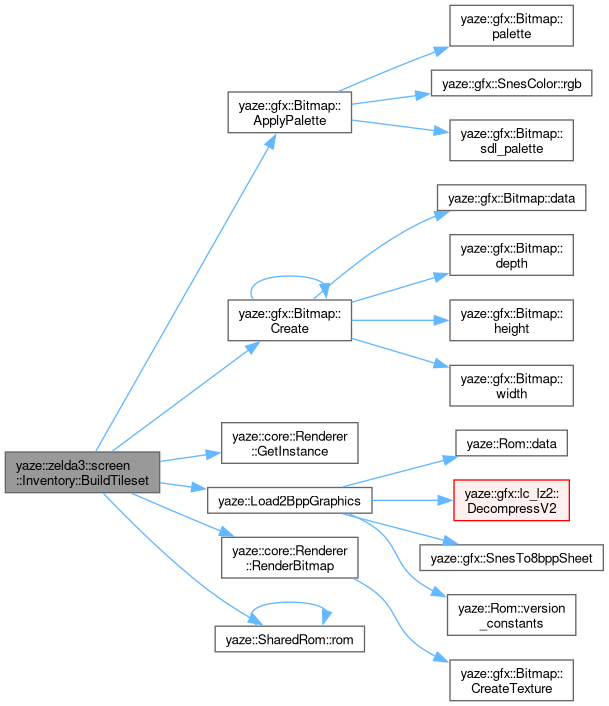 yaze::zelda3::screen
::Inventory::BuildTileset
yaze::gfx::Bitmap::
ApplyPalette
yaze::gfx::Bitmap::
palette
yaze::gfx::SnesColor::rgb
yaze::gfx::Bitmap::
sdl_palette
yaze::gfx::Bitmap::
Create
yaze::gfx::Bitmap::data
yaze::gfx::Bitmap::
depth
yaze::gfx::Bitmap::
height
yaze::gfx::Bitmap::
width
yaze::core::Renderer
::GetInstance
yaze::Load2BppGraphics
yaze::Rom::data
yaze::gfx::lc_lz2::
DecompressV2
yaze::gfx::SnesTo8bppSheet
yaze::Rom::version
_constants
yaze::core::Renderer
::RenderBitmap
yaze::gfx::Bitmap::
CreateTexture
yaze::SharedRom::rom